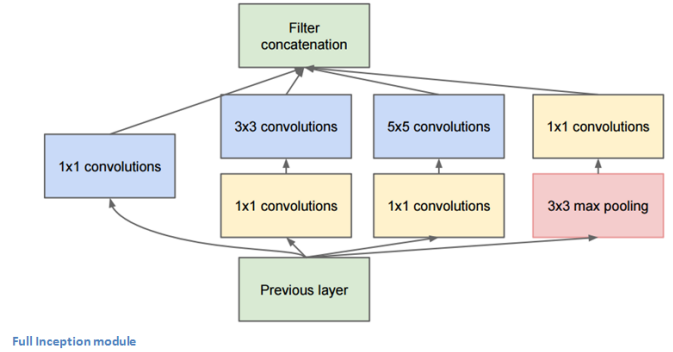 Filter
concatenation
3x3 convolutions
5x5 convolutions
1x1 convolutions
1x1 convolutions
1x1 convolutions
1x1 convolutions
3x3 max pooling
Previous layer
Full Inception module